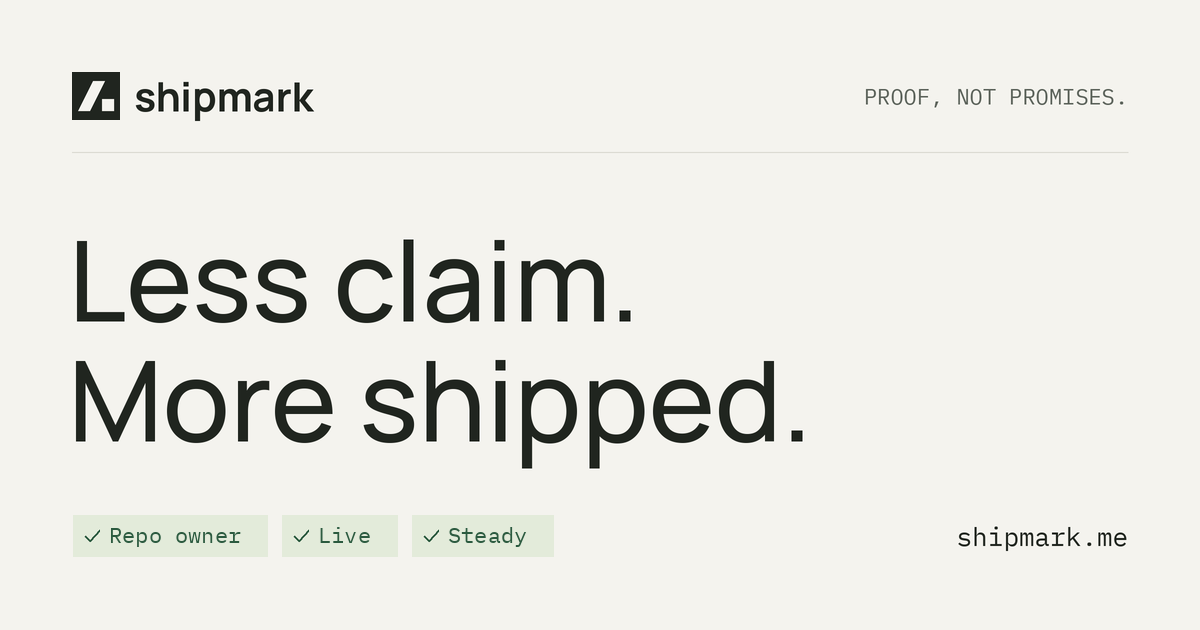 shipmark
PROOF, NOT PROMISES.
Less claim.
More shipped.
✓ Repo owner
✓ Live
✓ Steady
shipmark.me